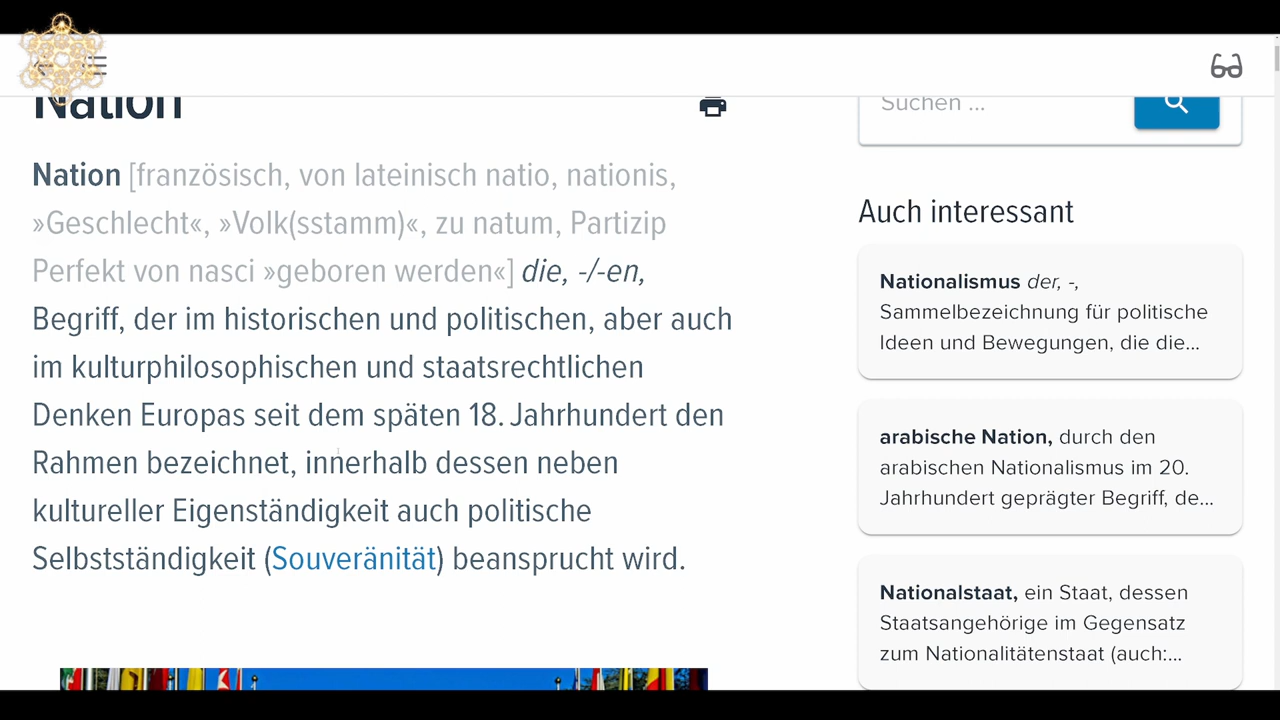 Nation
Nation [französisch, von lateinisch natio, nationis,
»Geschlecht«, »Volk(sstamm)«, zu natum, Partizip
Perfekt von nasci »geboren werden«] die, -/-en,
Begriff, der im historischen und politischen, aber auch
im kulturphilosophischen und staatsrechtlichen
Denken Europas seit dem späten 18. Jahrhundert den
Rahmen bezeichnet, innerhalb dessen neben
kultureller Eigenständigkeit auch politische
Selbstständigkeit (Souveränität) beansprucht wird.
Suchen ...
Auch interessant
Nationalismus der, -,
Sammelbezeichnung für politische
Ideen und Bewegungen, die die...
arabische Nation, durch den
arabischen Nationalismus im 20.
Jahrhundert geprägter Begriff, de...
Nationalstaat, ein Staat, dessen
Staatsangehörige im Gegensatz
zum Nationalitätenstaat (auch:...